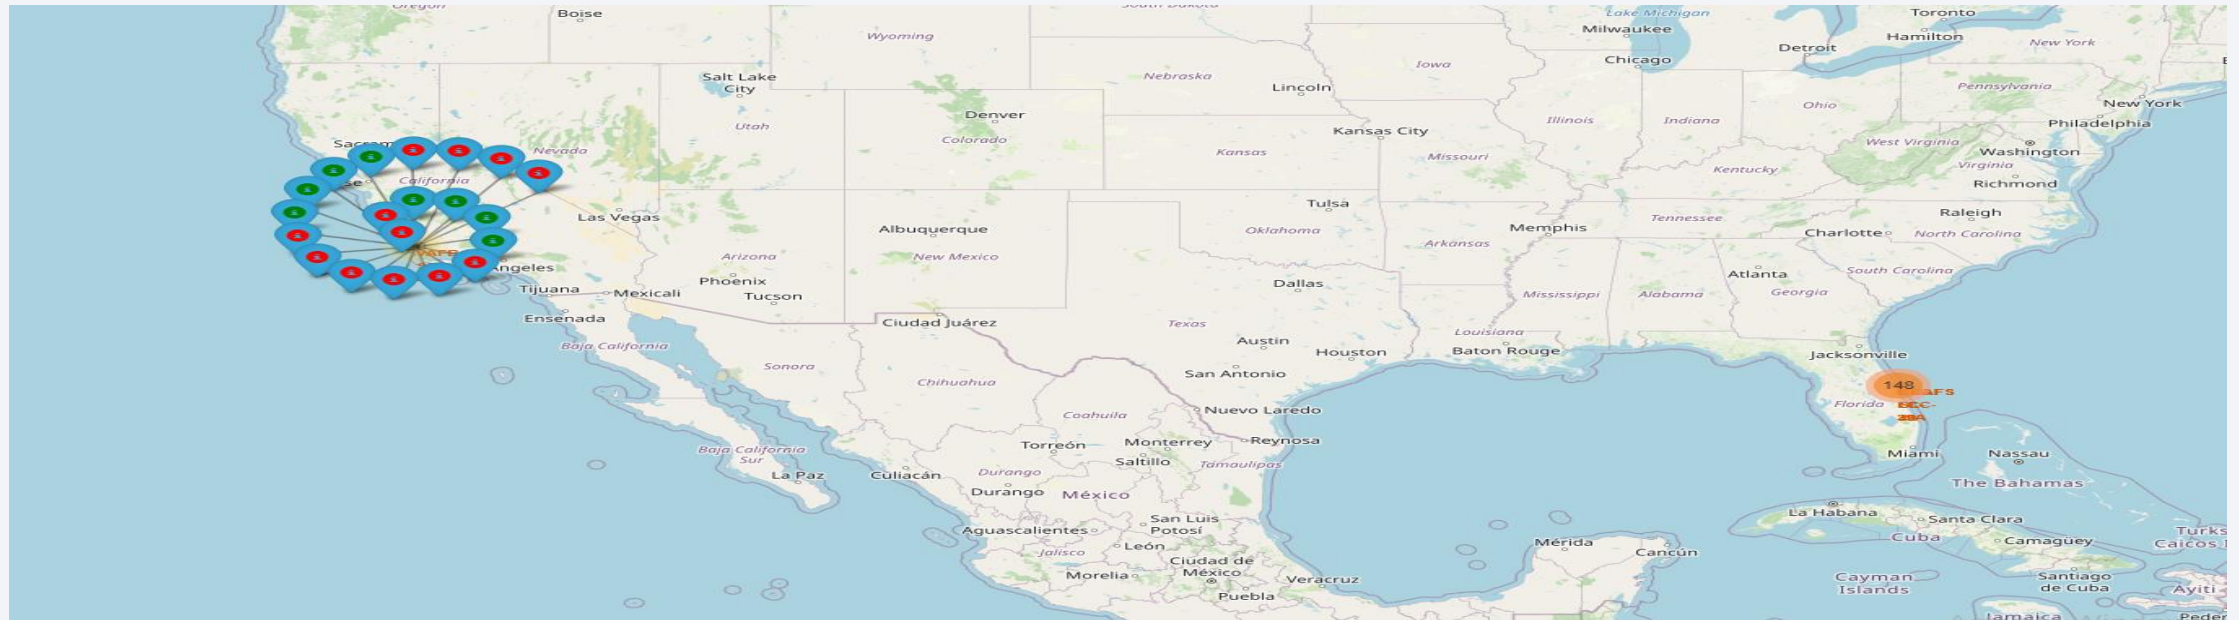 Oregon
Boise
South Dakota
Lake Michigan
Toronto
Milwaukee
Hamilton
Wyoming
Detroit
New York
Chicago
Iowa
Salt Lake
City
Nebraska
Lincoln
Pennsylvania
Ohio
New York
Denver
Utah
Illinois
Indiana
Philadelphia
Kansas City
Colorado
West Virginia
Sacram
Nevada
Kansas
Missouri
Washington
Virginia
Kentucky
California
se
Richmond
Las Vegas
Tulsa
Raleigh
Tennessee
Albuquerque
Oklahoma
Memphis
Charlotte
North Carolina
Arkansas
Arizona
New Mexico
Angeles
South Carolina
Atlanta
Phoenix
Dallas
Tijuana
Mexicali
Tucson
Mississippi
Alabama
Georgia
Ensenada
Ciudad Juárez
Texas
Louisiana
Baja California
Austin
Houston
Baton Rouge
Jacksonville
Sonora
San Antonio
Chihuahua
148
Florida
Coahuila
Nuevo Laredo
Torreón
Monterrey
Reynosa
Baja California
Sur
Saltillo
Tamaulipas
Miami
Nassau
La Paz
Culiacán
Durango
Durango
México
The Bahamas
La Habana
Santa Clara
Aguascalientes
San Luis
Potosí
Turks
Caicos I
Cuba
Camagüey
Jalisco
León
Mérida
Cancún
Ciudad de
México
Morelia
Veracruz
Cayman
Islands
Santiago
de Cuba
Ayiti
Puebla
Jamaica
Peder